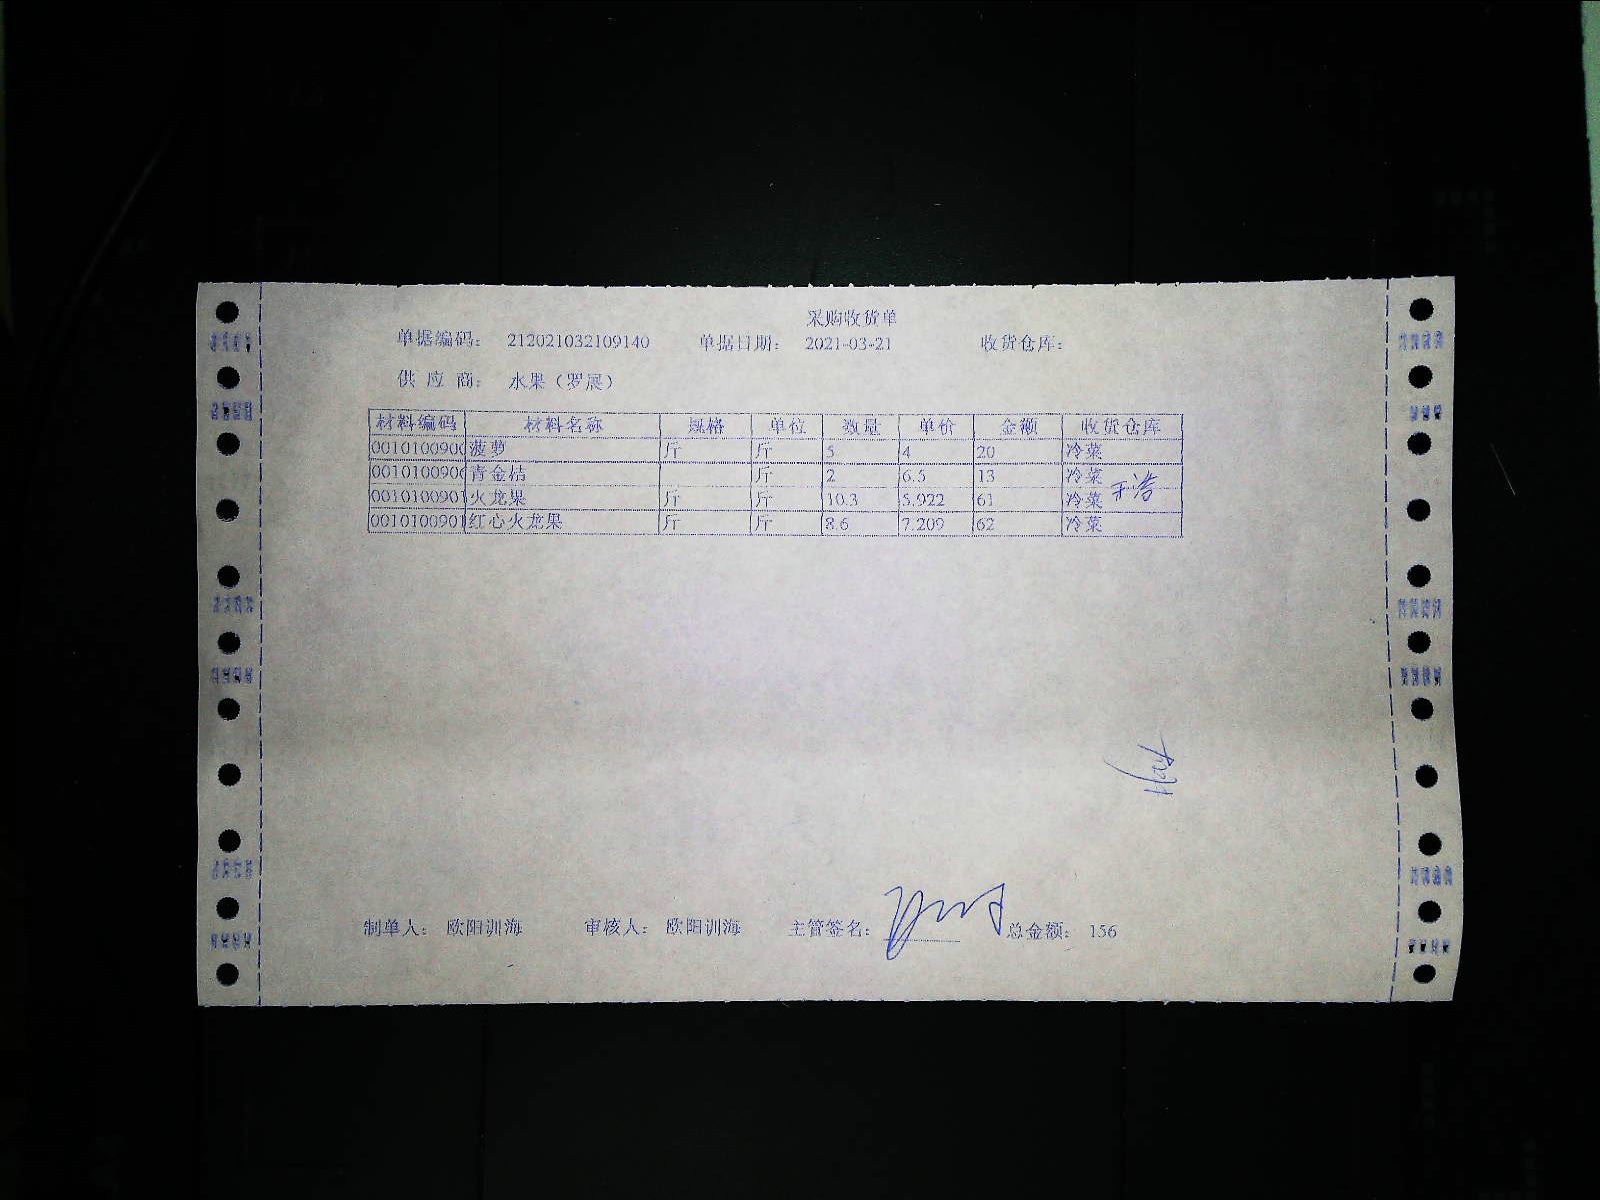 采购收货单
单据编码： 212021032109140 单据日期： 2021-03-21 收货仓库：
供 应 商： 水果（罗晨）
材料编码 材料名称 规格 单位 数量 单价 金额 收货仓库
0010100900 菠萝 斤 斤 5 4 20 冷菜
0010100900 青金桔 斤 2 6.5 13 冷菜
0010100901 火龙果 斤 斤 10.3 5.922 61 冷菜
0010100901 红心火龙果 斤 斤 8.6 7.209 62 冷菜
制单人： 欧阳训海 审核人： 欧阳训海 主管签名： 总金额： 156